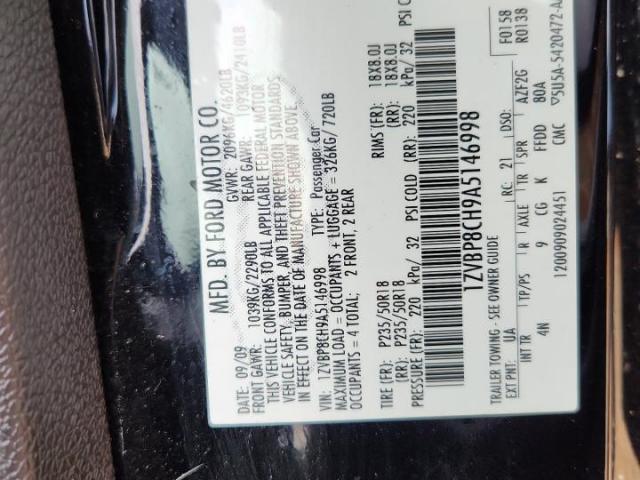 MFD. BY FORD MOTOR CO.
DATE: 09/09 GVWR: 2096KG/4620LB
FRONT GAWR: 1039KG/2290LB REAR GAWR: 1093KG/2410LB
THIS VEHICLE CONFORMS TO ALL APPLICABLE FEDERAL MOTOR
VEHICLE SAFETY, BUMPER, AND THEFT PREVENTION STANDARDS
IN EFFECT ON THE DATE OF MANUFACTURE SHOWN ABOVE.
VIN: 1ZVBP8CH9A5146998 TYPE: Passenger Car
MAXIMUM LOAD = OCCUPANTS + LUGGAGE = 326KG/720LB
OCCUPANTS = 4 TOTAL: 2 FRONT, 2 REAR
TIRE (FR): P235/50R18 RIMS (FR): 18X8.0J
(RR): P235/50R18 (RR): 18X8.0J
PRESSURE (FR): 220 kPa/ 32 PSI COLD (RR): 220 kPa/ 32 PSI C
1ZVBP8CH9A5146998
TRAILER TOWING - SEE OWNER GUIDE F0158
EXT PNT: UA RC: 21 DSO: R0138
INT TR TP/PS R AXLE TR SPR AZF2G
4N 9 CG K FFDD 80A
1200909024451 CMC ▽5U5A-5420472-A